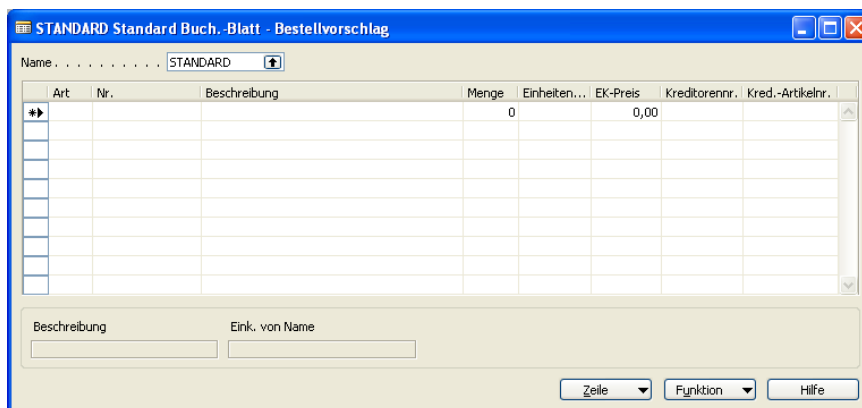 STANDARD Standard Buch.-Blatt - Bestellvorschlag
Name . . . . . . . . . . STANDARD
Art Nr. Beschreibung Menge Einheiten... EK-Preis Kreditorennr. Kred.-Artikelnr.
0 0,00
Beschreibung Eink. von Name
Zeile Funktion Hilfe